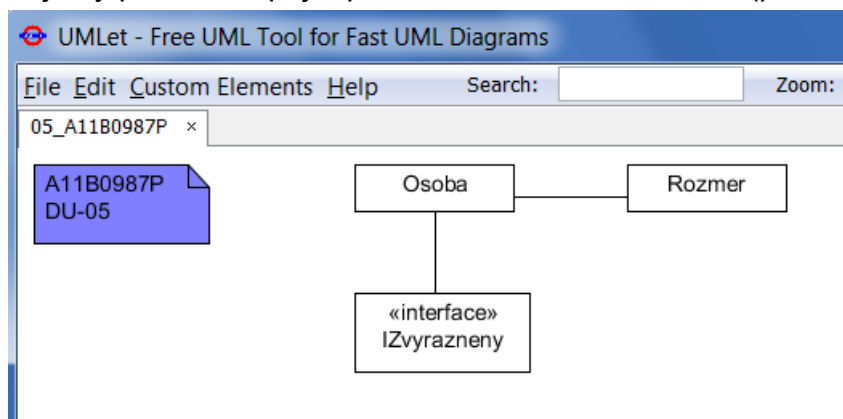 UMLet - Free UML Tool for Fast UML Diagrams
File Edit Custom Elements Help Search: Zoom:
05_A11B0987P ×
A11B0987P
DU-05
Osoba
Rozmer
«interface»
IZvyrazneny